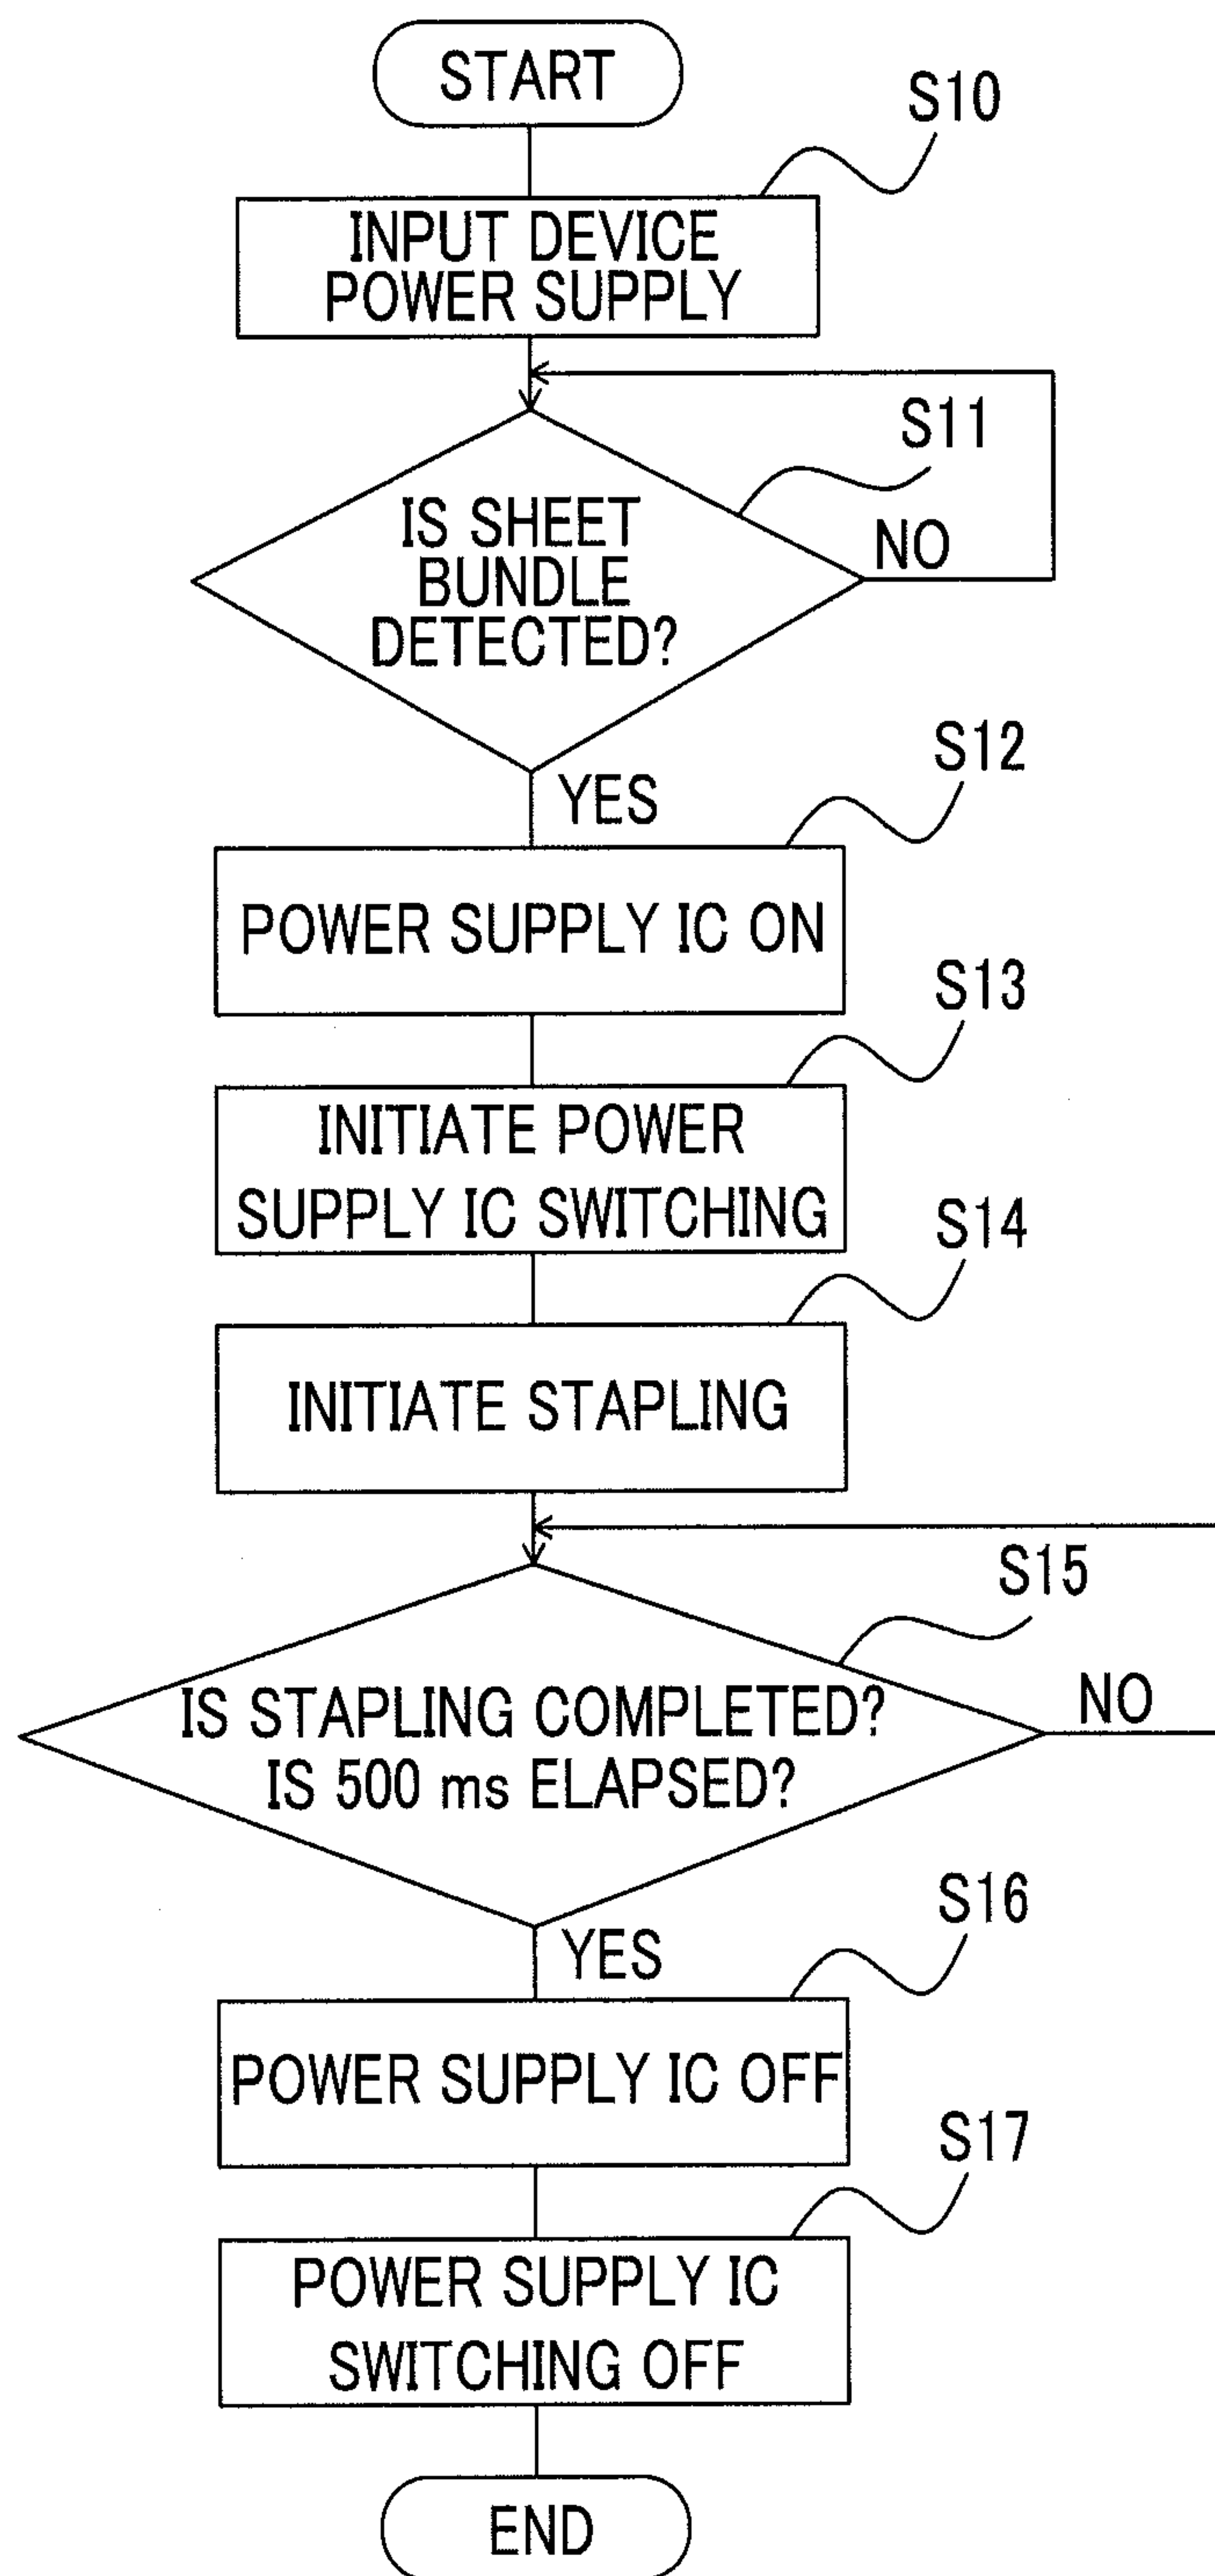 START
S10
INPUT DEVICE
POWER SUPPLY
S11
IS SHEET
BUNDLE
DETECTED?
NO
YES
S12
POWER SUPPLY IC ON
S13
INITIATE POWER
SUPPLY IC SWITCHING
S14
INITIATE STAPLING
S15
IS STAPLING COMPLETED?
IS 500 ms ELAPSED?
NO
YES
S16
POWER SUPPLY IC OFF
S17
POWER SUPPLY IC
SWITCHING OFF
END